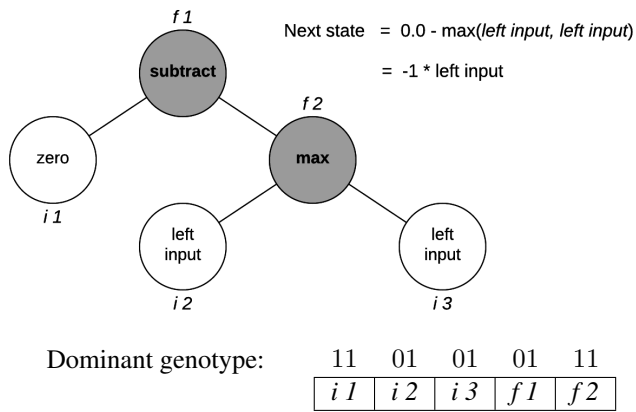 f 1
Next state = 0.0 - max(left input, left input)
subtract
= -1 * left input
f 2
zero
max
i 1
left
input
left
input
i 2
i 3
Dominant genotype: 11 01 01 01 11
i 1 i 2 i 3 f 1 f 2